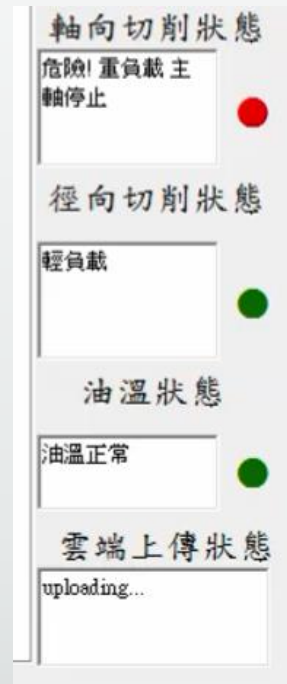 軸向切削狀態
危險! 重負載 主
軸停止
徑向切削狀態
輕負載
油溫狀態
油溫正常
雲端上傳狀態
uploading...